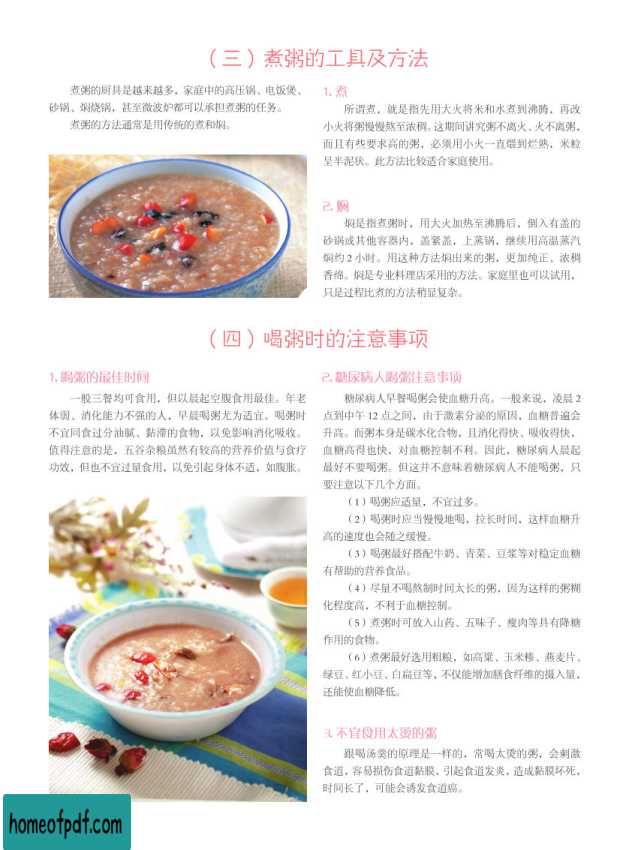 （三）煮粥的工具及方法
煮粥的厨具是越来越多，家庭中的高压锅、电饭煲、
砂锅、焖烧锅，甚至微波炉都可以承担煮粥的任务。
煮粥的方法通常是用传统的煮和焖。
1. 煮
所谓煮，就是指先用大火将米和水煮到沸腾，再改
小火将粥慢慢熬至浓稠。这期间讲究粥不离火、火不离粥，
而且有些要求高的粥，必须用小火一直煨到烂熟，米粒
呈半泥状。此方法比较适合家庭使用。
2. 焖
焖是指煮粥时，用大火加热至沸腾后，倒入有盖的
砂锅或其他容器内，盖紧盖，上蒸锅，继续用高温蒸汽
焖约 2 小时。用这种方法焖出来的粥，更加纯正、浓稠
香绵。焖是专业料理店采用的方法。家庭里也可以试用，
只是过程比煮的方法稍显复杂。
（四）喝粥时的注意事项
1. 喝粥的最佳时间
一般三餐均可食用，但以晨起空腹食用最佳。年老
体弱、消化能力不强的人，早晨喝粥尤为适宜。喝粥时
不宜同食过分油腻、黏滞的食物，以免影响消化吸收。
值得注意的是，五谷杂粮虽然有较高的营养价值与食疗
功效，但也不宜过量食用，以免引起身体不适，如腹胀。
2. 糖尿病人喝粥注意事项
糖尿病人早餐喝粥会使血糖升高。一般来说，凌晨 2
点到中午 12 点之间，由于激素分泌的原因，血糖普遍会
升高。而粥本身是碳水化合物，且消化得快、吸收得快，
血糖高得也快，对血糖控制不利。因此，糖尿病人晨起
最好不要喝粥。但这并不意味着糖尿病人不能喝粥，只
要注意以下几个方面。
（1）喝粥应适量，不宜过多。
（2）喝粥时应当慢慢地喝，拉长时间，这样血糖升
高的速度也会随之缓慢。
（3）喝粥最好搭配牛奶、青菜、豆浆等对稳定血糖
有帮助的营养食品。
（4）尽量不喝熬制时间太长的粥，因为这样的粥糊
化程度高，不利于血糖控制。
（5）煮粥时可放入山药、五味子、瘦肉等具有降糖
作用的食物。
（6）煮粥最好选用粗粮，如高粱、玉米糁、燕麦片、
绿豆、红小豆、白扁豆等，不仅能增加膳食纤维的摄入量，
还能使血糖降低。
3. 不宜食用太烫的粥
跟喝汤羹的原理是一样的，常喝太烫的粥，会刺激
食道，容易损伤食道黏膜，引起食道发炎，造成黏膜坏死，
时间长了，可能会诱发食道癌。
homeofpdf.com